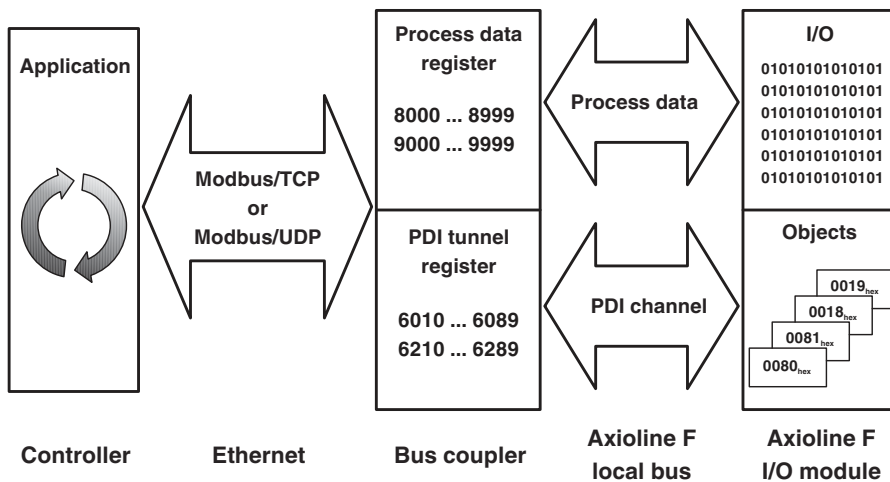 Application
Modbus/TCP
or
Modbus/UDP
Process data
register
8000 ... 8999
9000 ... 9999
PDI tunnel
register
6010 ... 6089
6210 ... 6289
Process data
PDI channel
I/O
01010101010101
01010101010101
01010101010101
01010101010101
01010101010101
01010101010101
Objects
0019hex
0018hex
0081hex
0080hex
Controller
Ethernet
Bus coupler
Axioline F
local bus
Axioline F
I/O module